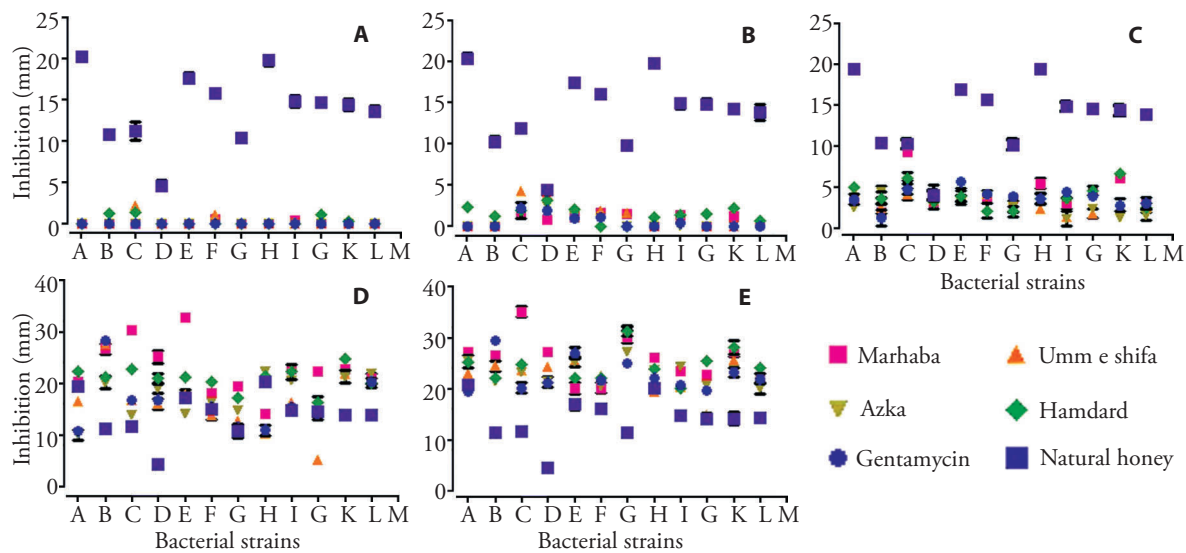 A
Inhibition (mm)
25
20
15
10
5
0
A B C D E F G H I G K L M
B
25
20
15
10
5
0
A B C D E F G H I G K L M
C
25
20
15
10
5
0
A B C D E F G H I G K L M
Bacterial strains
D
Inhibition (mm)
40
30
20
10
0
A B C D E F G H I G K L M
Bacterial strains
E
40
30
20
10
0
A B C D E F G H I G K L M
Bacterial strains
Marhaba
Umm e shifa
Azka
Hamdard
Gentamycin
Natural honey